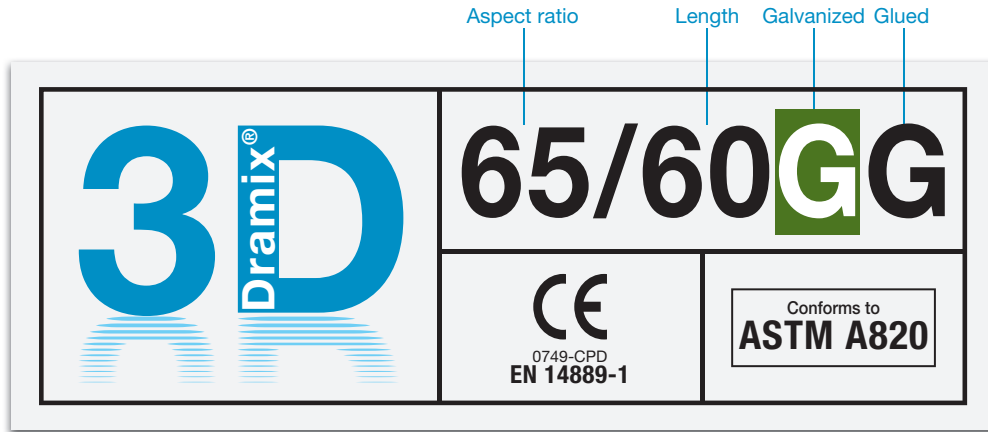 Aspect ratio Length Galvanized Glued
3D
Dramix®
65/60GG
CE
0749-CPD
EN 14889-1
Conforms to
ASTM A820